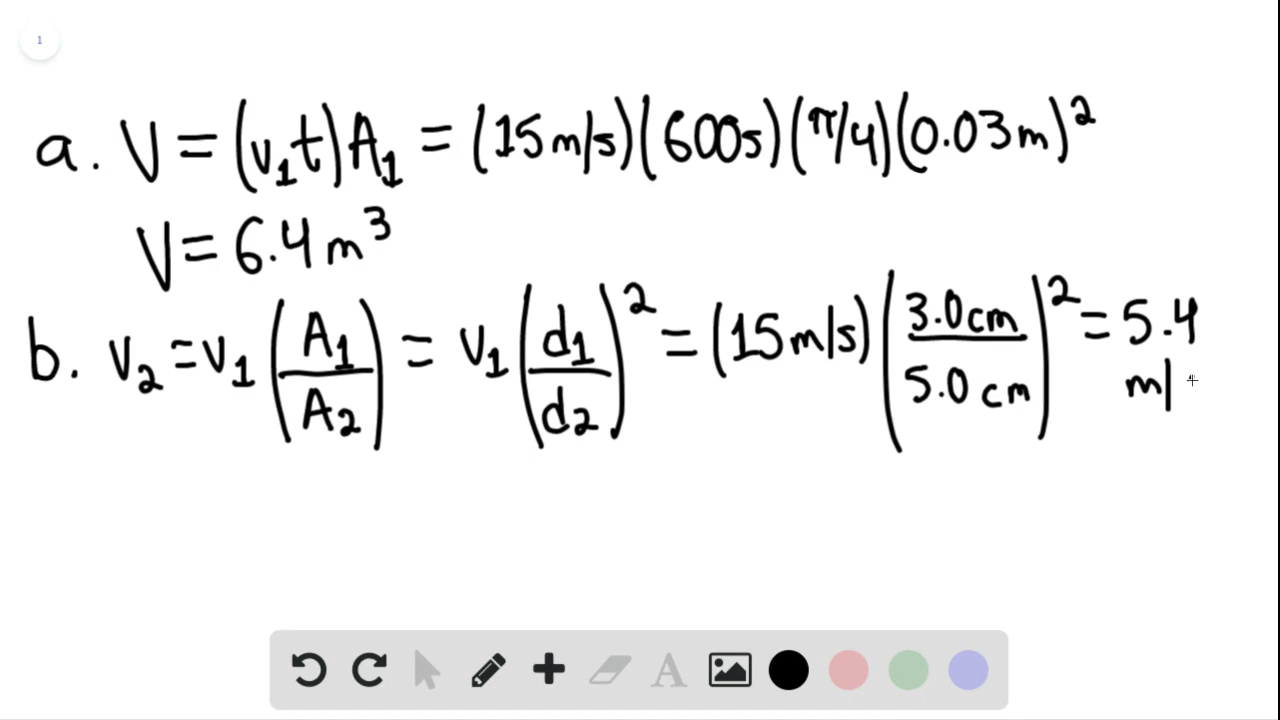 1
a. V = (v₁t)A₁ = (15 m/s)(600s)(π/4)(0.03m)²
V = 6.4 m³
b. v₂ = v₁(A₁/A₂) = v₁(d₁/d₂)² = (15 m/s)(3.0 cm/5.0 cm)² = 5.4
m/
A